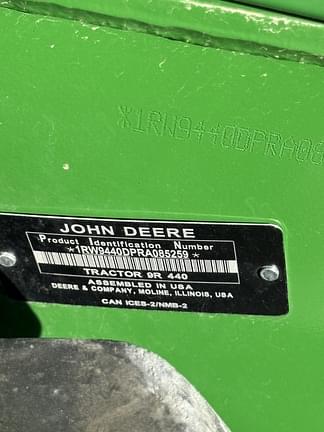 *1RW9440DPRA08
JOHN DEERE
Product Identification Number
*1RW9440DPRA085259*
TRACTOR 9R 440
ASSEMBLED IN USA
DEERE & COMPANY, MOLINE, ILLINOIS, USA
CAN ICES-2/NMB-2